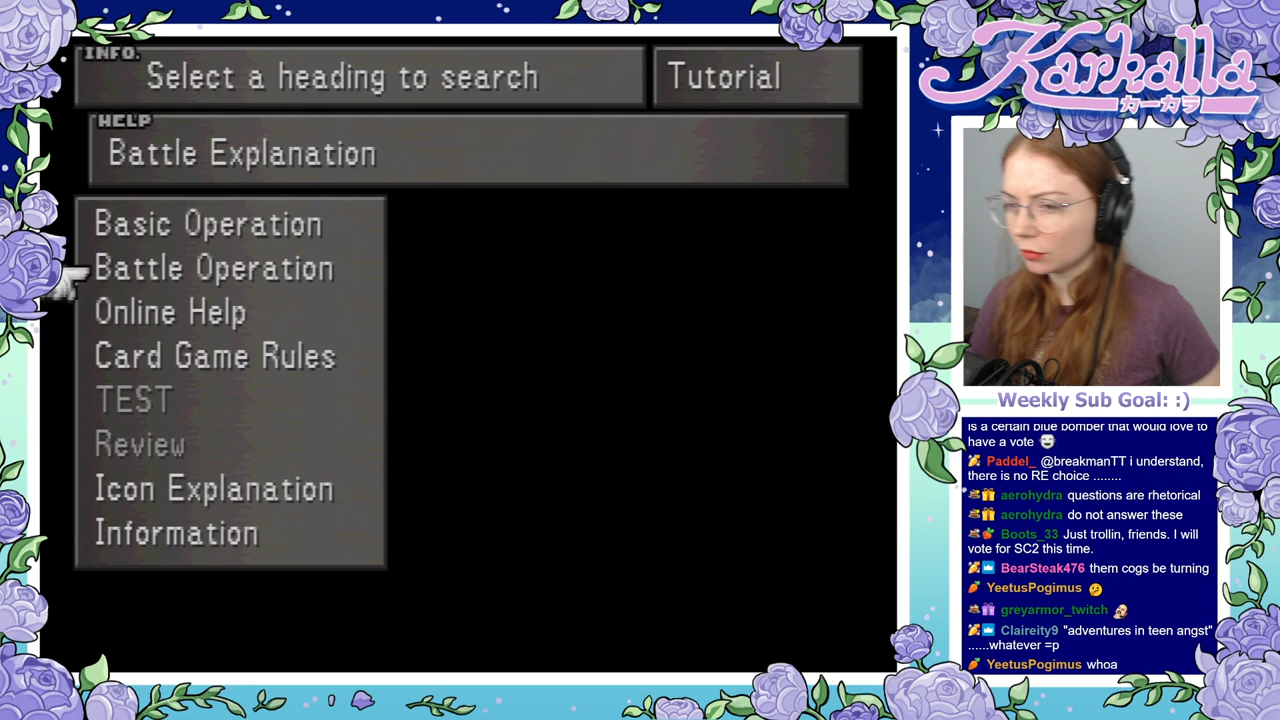 INFO.
Select a heading to search
Tutorial
HELP
Battle Explanation
Basic Operation
Battle Operation
Online Help
Card Game Rules
TEST
Review
Icon Explanation
Information
Karkalla
カーカラ
Weekly Sub Goal: :)
is a certain blue bomber that would love to
have a vote
Paddel_ @breakmanTT i understand,
there is no RE choice ........
aerohydra questions are rhetorical
aerohydra do not answer these
Boots_33 Just trollin, friends. I will
vote for SC2 this time.
BearSteak476 them cogs be turning
YeetusPogimus
greyarmor_twitch
Claireity9 "adventures in teen angst"
......whatever =p
YeetusPogimus whoa